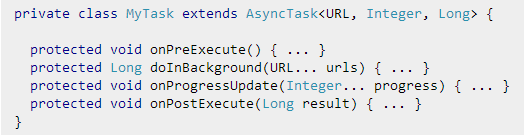 private class MyTask extends AsyncTask<URL, Integer, Long> {
protected void onPreExecute() { ... }
protected Long doInBackground(URL... urls) { ... }
protected void onProgressUpdate(Integer... progress) { ... }
protected void onPostExecute(Long result) { ... }
}